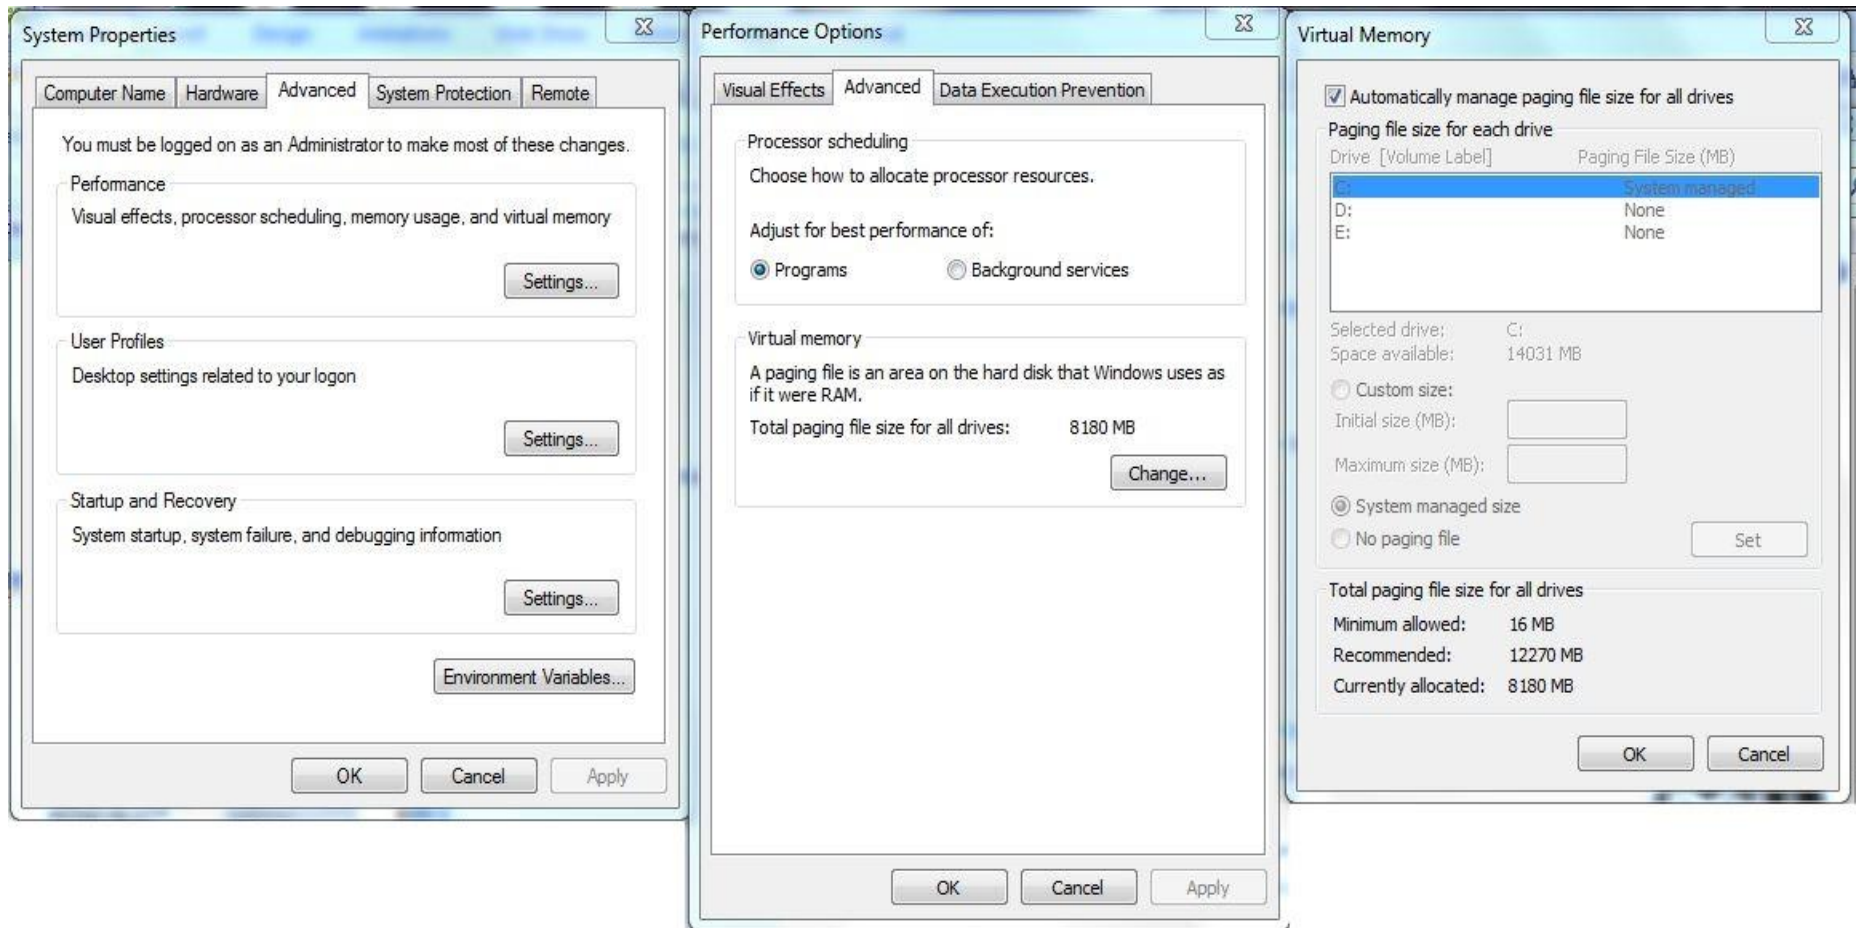 System Properties
Computer Name
Hardware
Advanced
System Protection
Remote
You must be logged on as an Administrator to make most of these changes.
Performance
Visual effects, processor scheduling, memory usage, and virtual memory
Settings...
User Profiles
Desktop settings related to your logon
Settings...
Startup and Recovery
System startup, system failure, and debugging information
Settings...
Environment Variables...
OK
Cancel
Apply
Performance Options
Visual Effects
Advanced
Data Execution Prevention
Processor scheduling
Choose how to allocate processor resources.
Adjust for best performance of:
Programs
Background services
Virtual memory
A paging file is an area on the hard disk that Windows uses as
if it were RAM.
Total paging file size for all drives: 8180 MB
Change...
OK
Cancel
Apply
Virtual Memory
Automatically manage paging file size for all drives
Paging file size for each drive
Drive [Volume Label] Paging File Size (MB)
C: System managed
D: None
E: None
Selected drive: C:
Space available: 14031 MB
Custom size:
Initial size (MB):
Maximum size (MB):
System managed size
No paging file
Set
Total paging file size for all drives
Minimum allowed: 16 MB
Recommended: 12270 MB
Currently allocated: 8180 MB
OK
Cancel